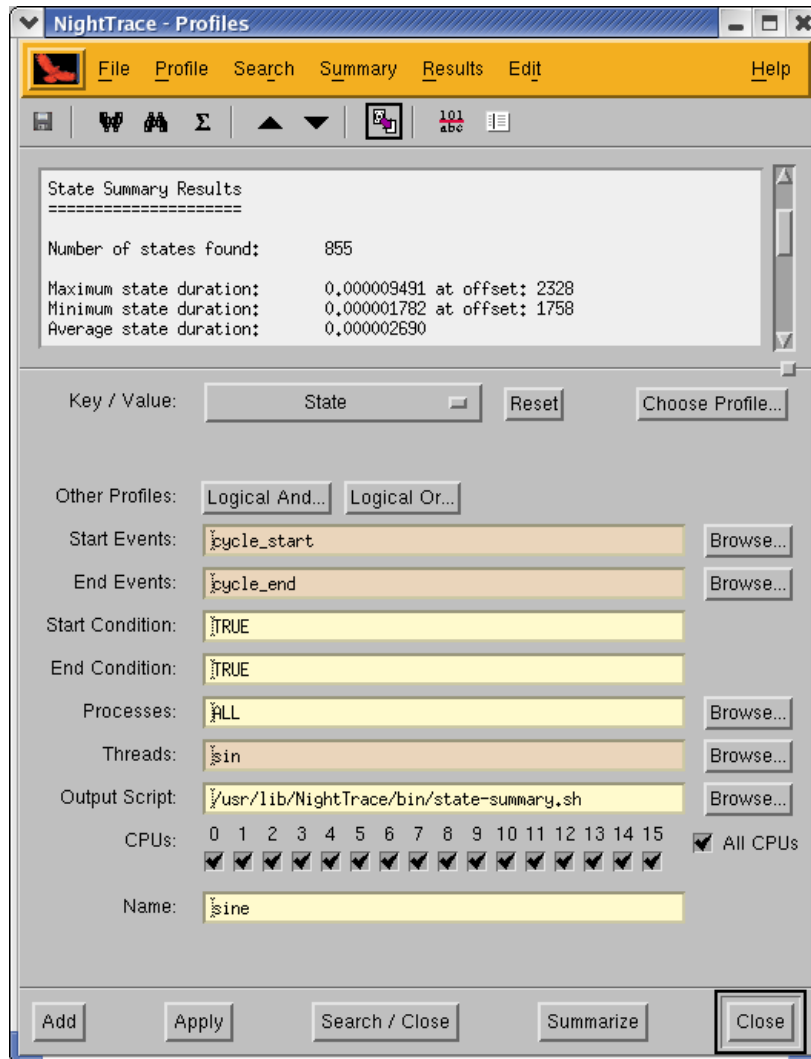 NightTrace - Profiles
File Profile Search Summary Results Edit Help
Σ 101 abc
State Summary Results
=====================
Number of states found: 855
Maximum state duration: 0.000009491 at offset: 2328
Minimum state duration: 0.000001782 at offset: 1758
Average state duration: 0.000002690
Key / Value: State Reset Choose Profile...
Other Profiles: Logical And... Logical Or...
Start Events: cycle_start Browse...
End Events: cycle_end Browse...
Start Condition: TRUE
End Condition: TRUE
Processes: ALL Browse...
Threads: sin Browse...
Output Script: /usr/lib/NightTrace/bin/state-summary.sh Browse...
CPUs: 0 1 2 3 4 5 6 7 8 9 10 11 12 13 14 15 All CPUs
Name: sine
Add Apply Search / Close Summarize Close